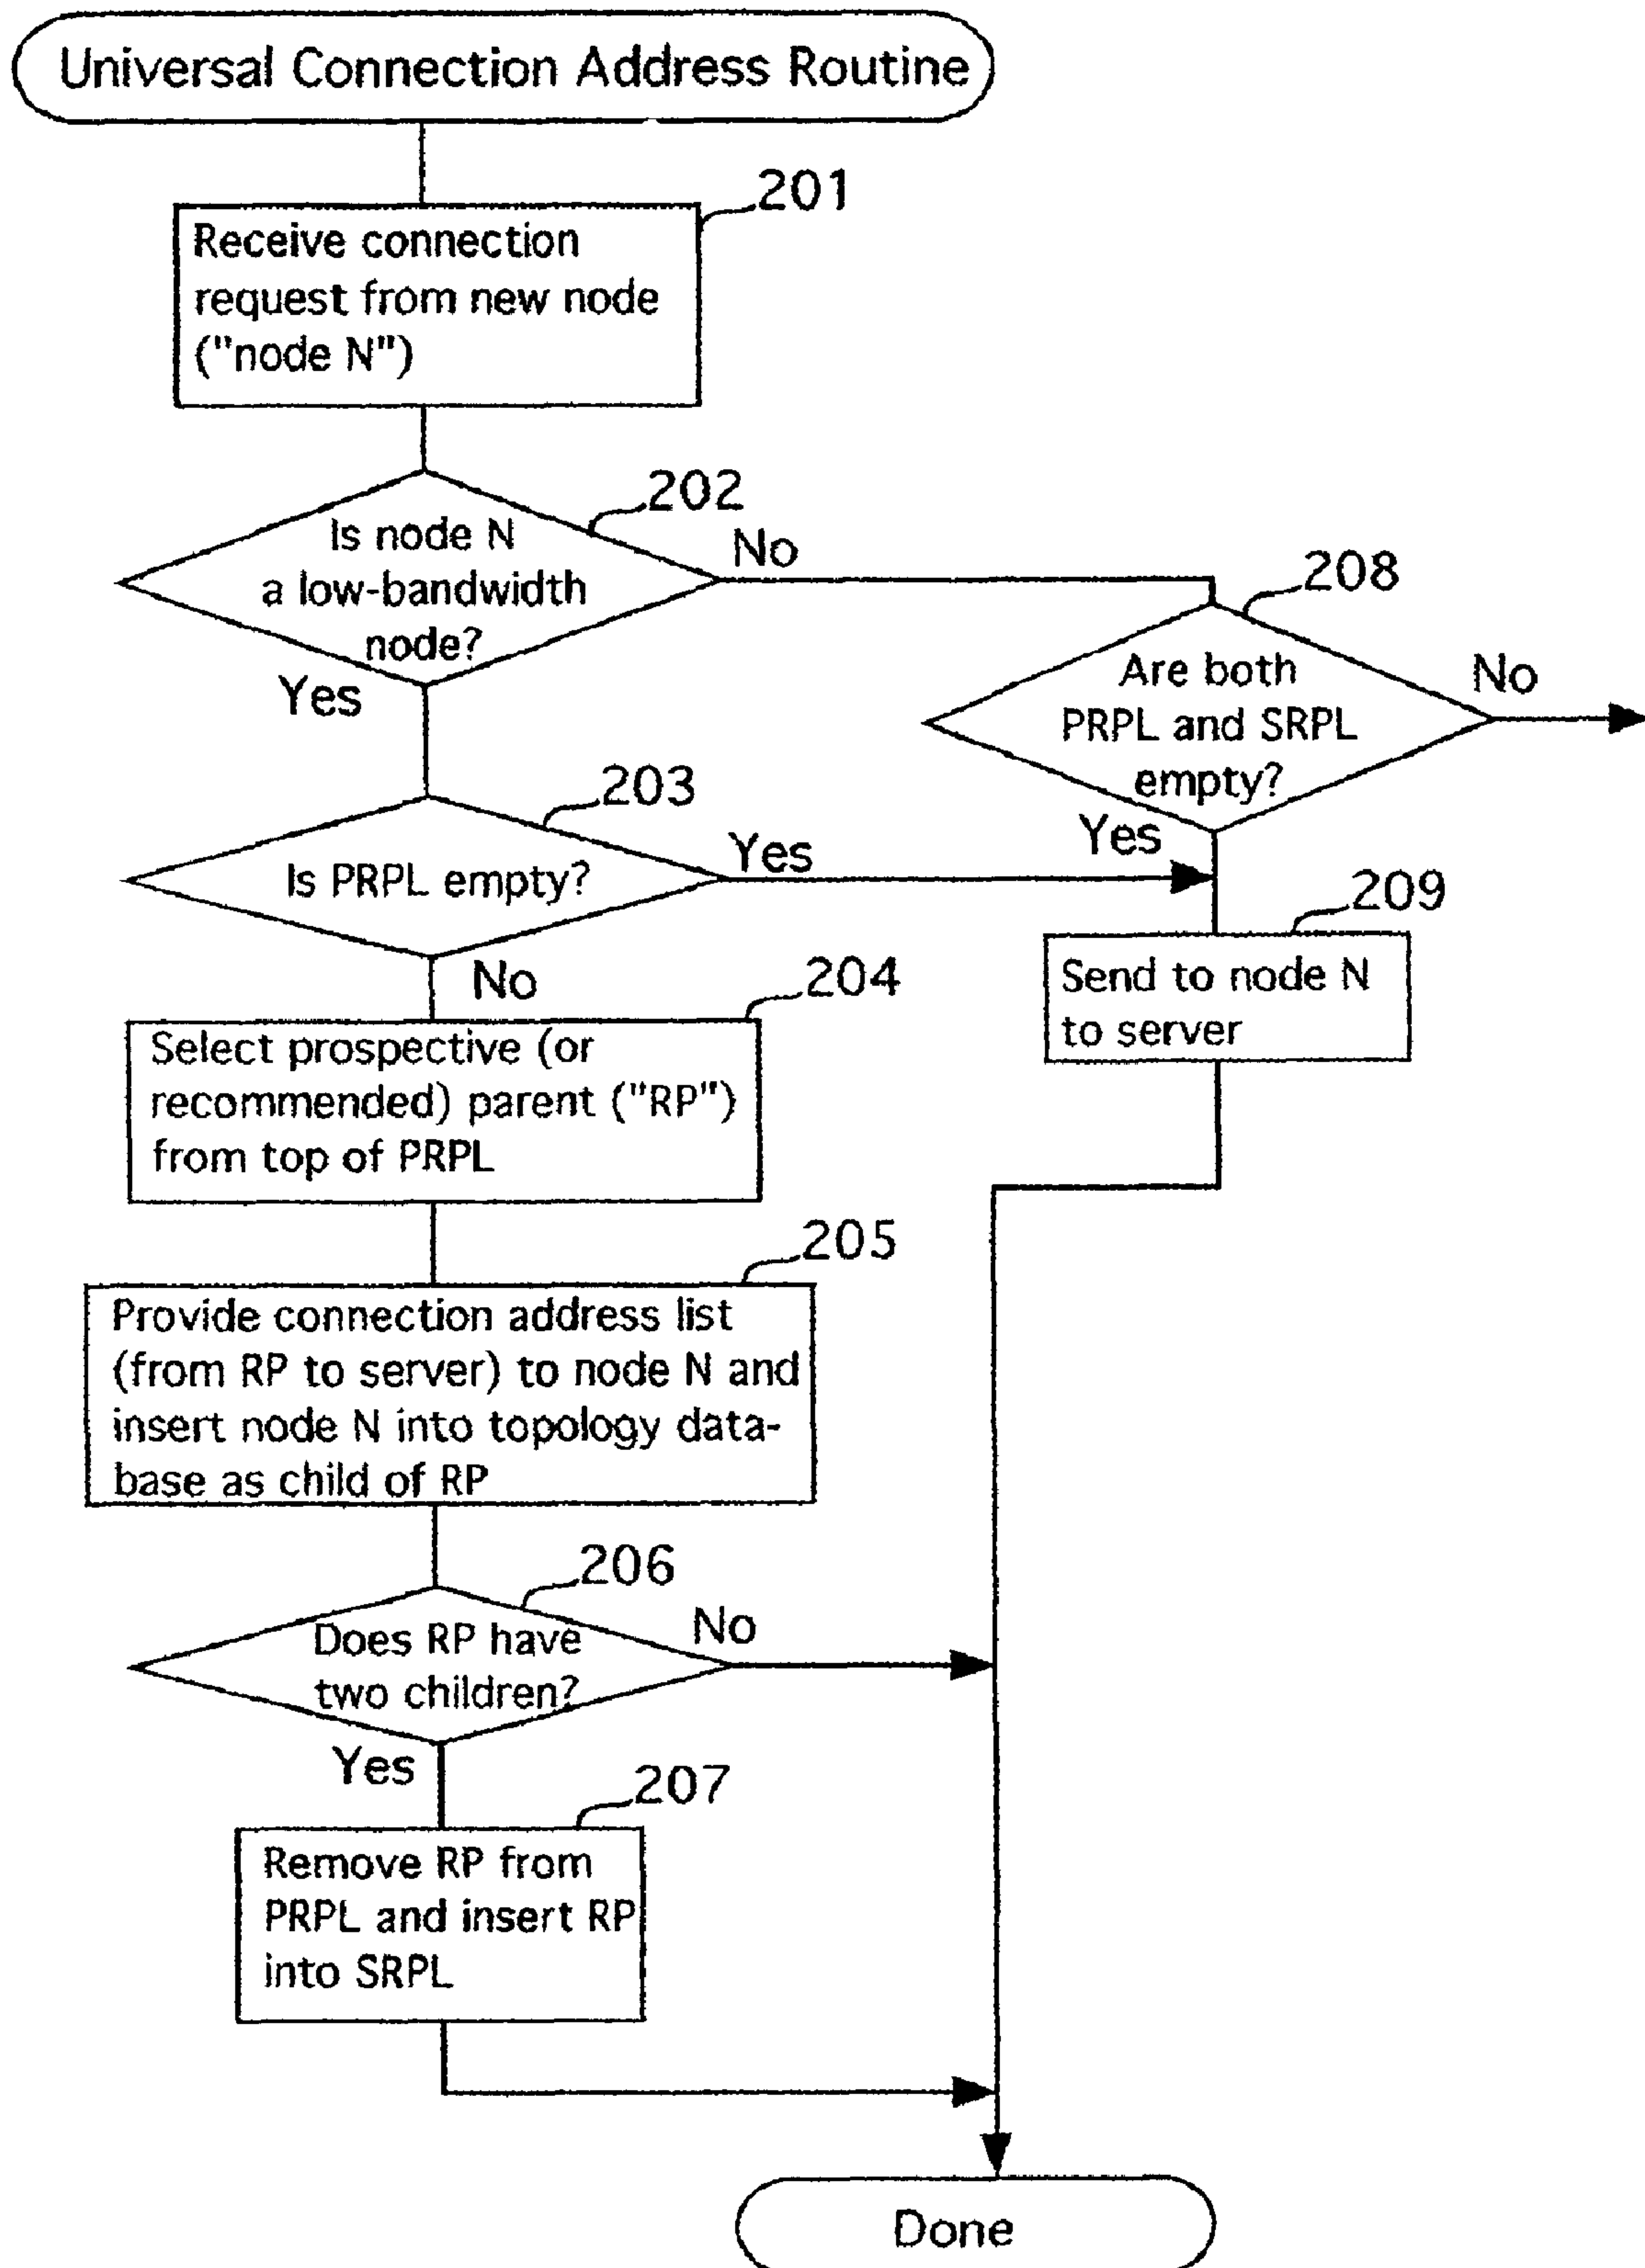 Universal Connection Address Routine
201
Receive connection
request from new node
("node N")
202
Is node N
a low-bandwidth
node?
No
Yes
208
Are both
PRPL and SRPL
empty?
No
Yes
203
Is PRPL empty?
Yes
No
209
Send to node N
to server
204
Select prospective (or
recommended) parent ("RP")
from top of PRPL
205
Provide connection address list
(from RP to server) to node N and
insert node N into topology data-
base as child of RP
206
Does RP have
two children?
No
Yes
207
Remove RP from
PRPL and insert RP
into SRPL
Done